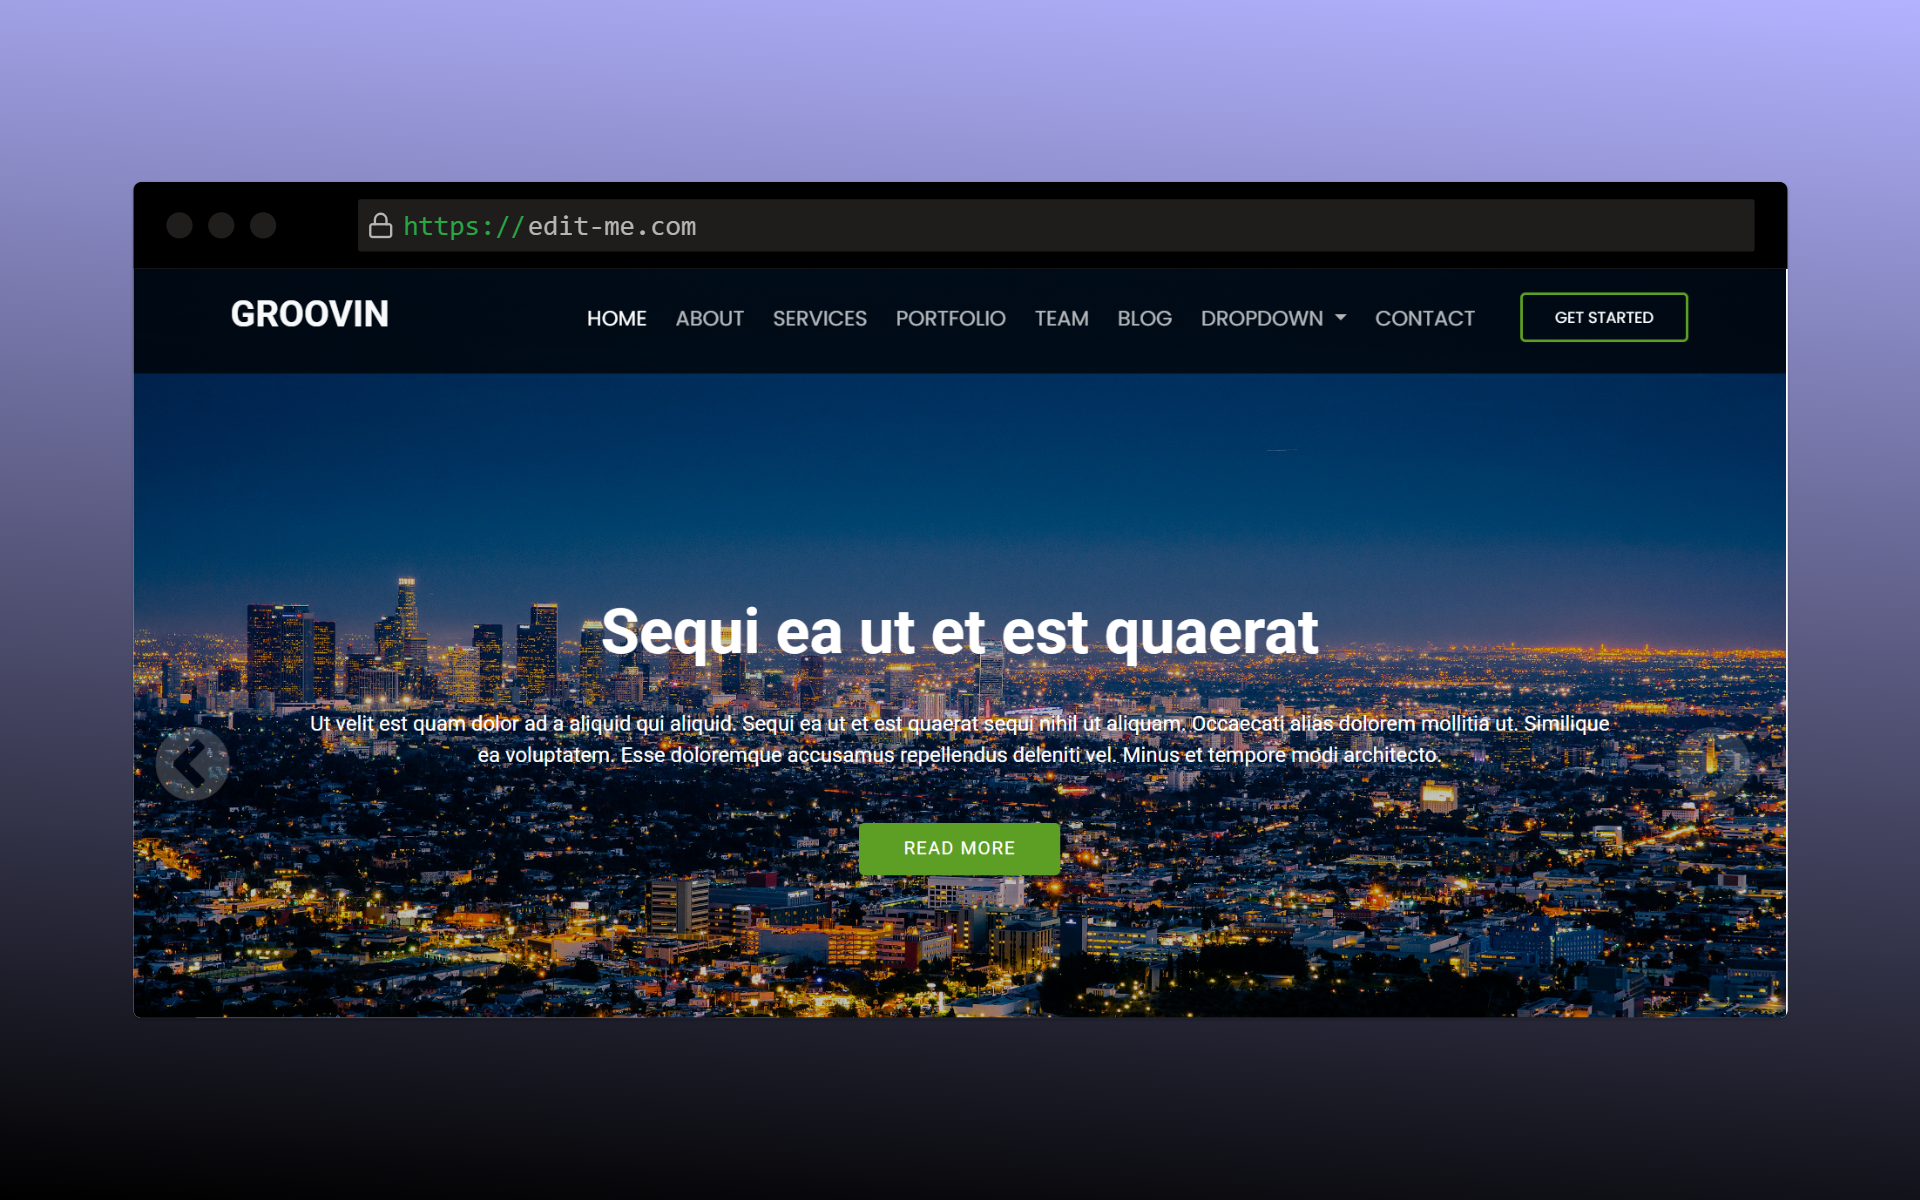 https://edit-me.com
GROOVIN
HOME ABOUT SERVICES PORTFOLIO TEAM BLOG DROPDOWN CONTACT GET STARTED
Sequi ea ut et est quaerat
Ut velit est quam dolor ad a aliquid qui aliquid. Sequi ea ut et est quaerat sequi nihil ut aliquam. Occaecati alias dolorem mollitia ut. Similique
ea voluptatem. Esse doloremque accusamus repellendus deleniti vel. Minus et tempore modi architecto.
READ MORE